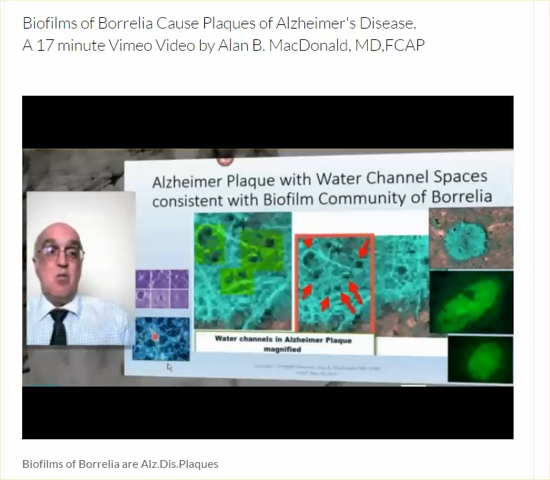 Biofilms of Borrelia Cause Plaques of Alzheimer's Disease.
A 17 minute Vimeo Video by Alan B. MacDonald, MD,FCAP
Alzheimer Plaque with Water Channel Spaces
consistent with Biofilm Community of Borrelia
Water channels in Alzheimer Plaque
magnified
Biofilms of Borrelia are Alz.Dis.Plaques